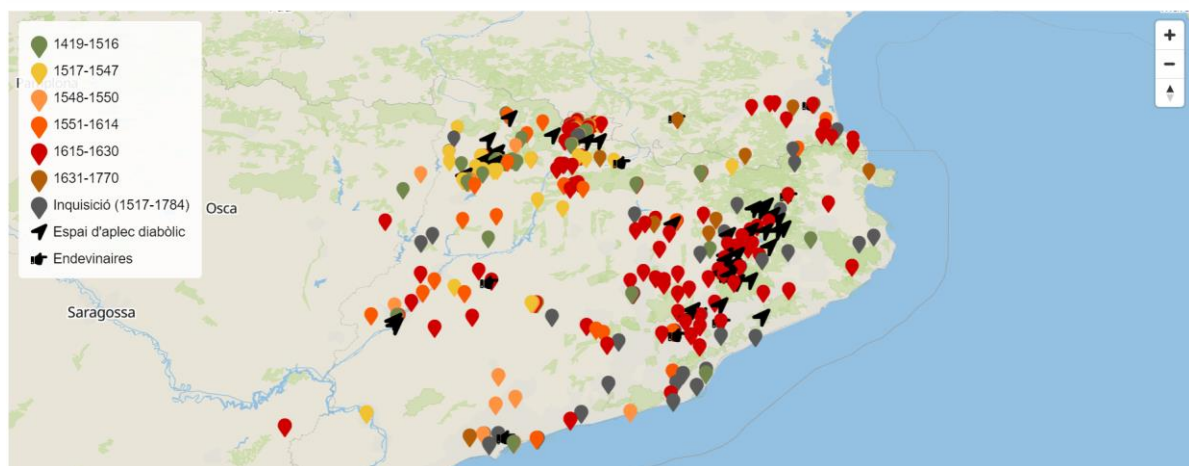 1419-1516
1517-1547
1548-1550
1551-1614
1615-1630
1631-1770
Inquisició (1517-1784)
Espai d'aplec diabòlic
Endevinaires
Osca
Saragossa